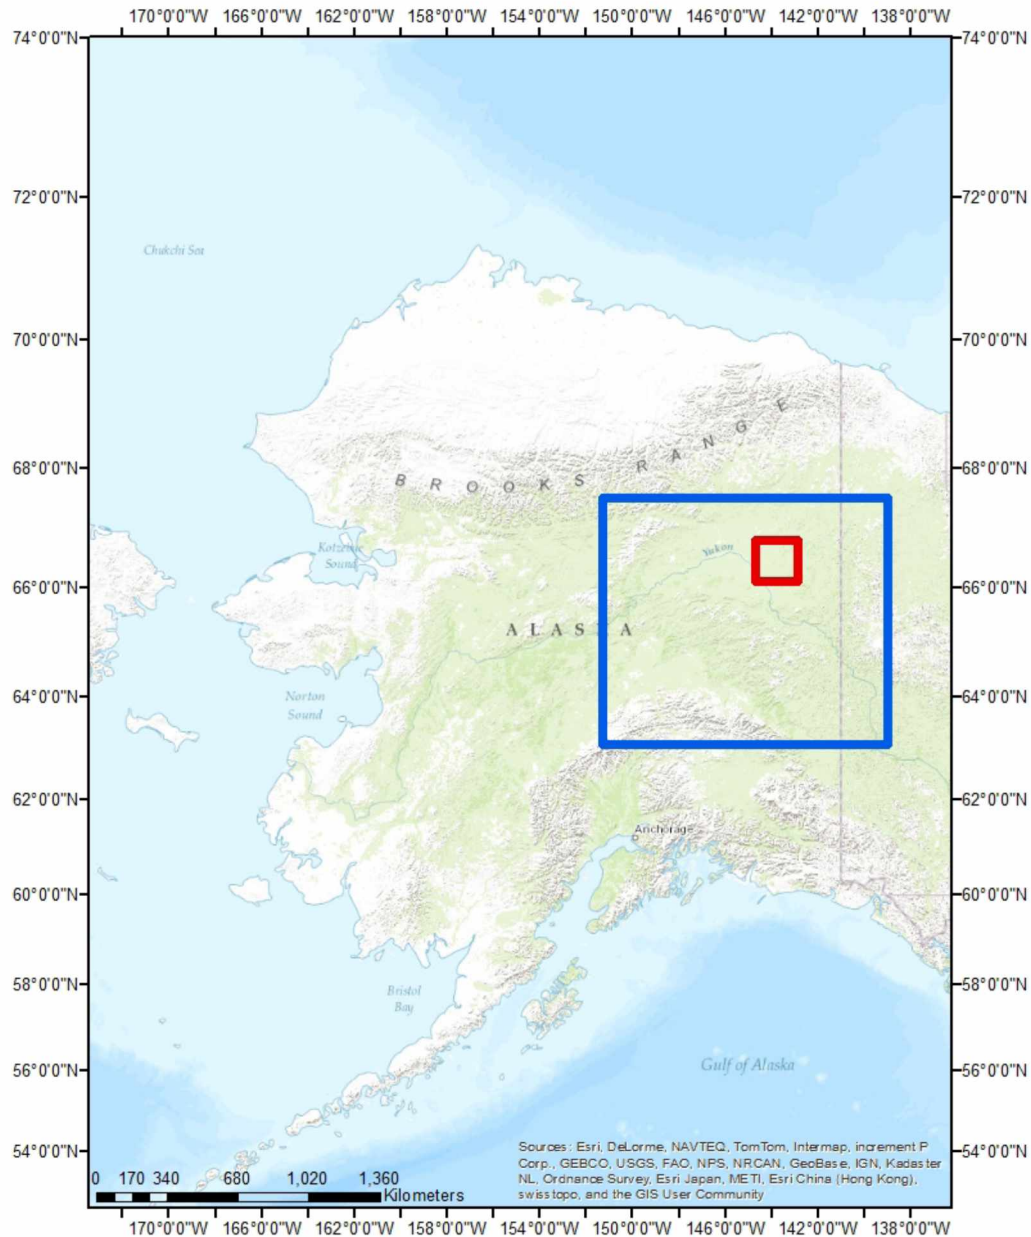 170°0'0"W 166°0'0"W 162°0'0"W 158°0'0"W 154°0'0"W 150°0'0"W 146°0'0"W 142°0'0"W 138°0'0"W
74°0'0"N 74°0'0"N
72°0'0"N 72°0'0"N
Chukchi Sea
70°0'0"N 70°0'0"N
BROOKS RANGE
68°0'0"N 68°0'0"N
Kotzebue
Sound
Yukon
66°0'0"N 66°0'0"N
ALASKA
64°0'0"N 64°0'0"N
Norton
Sound
62°0'0"N 62°0'0"N
Anchorage
60°0'0"N 60°0'0"N
58°0'0"N 58°0'0"N
Bristol
Bay
56°0'0"N 56°0'0"N
Gulf of Alaska
54°0'0"N 54°0'0"N
Sources: Esri, DeLorme, NAVTEQ, TomTom, Intermap, increment P
Corp., GEBCO, USGS, FAO, NPS, NRCAN, GeoBase, IGN, Kadaster
NL, Ordnance Survey, Esri Japan, METI, Esri China (Hong Kong),
swisstopo, and the GIS User Community
0 170 340 680 1,020 1,360
Kilometers
170°0'0"W 166°0'0"W 162°0'0"W 158°0'0"W 154°0'0"W 150°0'0"W 146°0'0"W 142°0'0"W 138°0'0"W